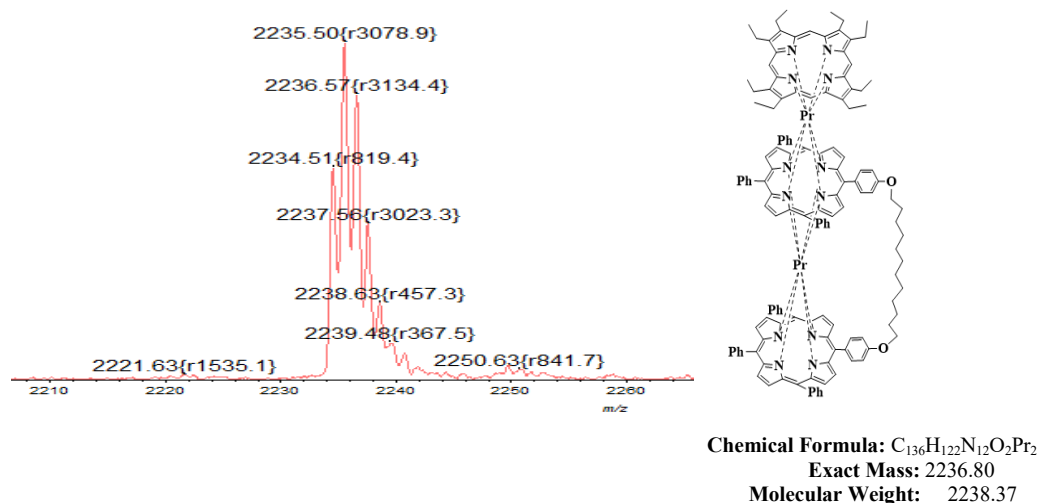 2235.50{r3078.9}
2236.57{r3134.4}
2234.51{r819.4}
2237.56{r3023.3}
2238.63{r457.3}
2239.48{r367.5}
2221.63{r1535.1}
2250.63{r841.7}
2210 2220 2230 2240 2250 2260
m/z
N N
N N
Pr
Ph
N N
Ph
N N
O
Ph
Pr
Ph
N N
Ph
N N
O
Ph
Chemical Formula: C₁₃₆H₁₂₂N₁₂O₂Pr₂
Exact Mass: 2236.80
Molecular Weight: 2238.37